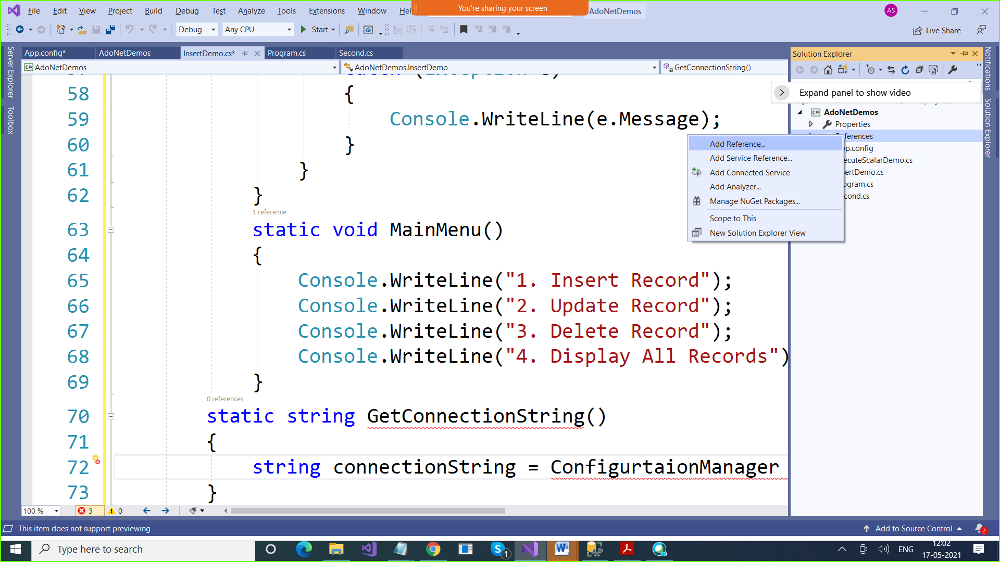 File Edit View Project Build Debug Test Analyze Tools Extensions Window Hel
You're sharing your screen
AdoNetDemos
AS
Debug Any CPU Start
Live Share
Server Explorer
Toolbox
App.config* AdoNetDemos InsertDemo.cs* Program.cs Second.cs
C# AdoNetDemos AdoNetDemos.InsertDemo GetConnectionString()
58 {
59 Console.WriteLine(e.Message);
60 }
61 }
62 }
1 reference
63 static void MainMenu()
64 {
65 Console.WriteLine("1. Insert Record");
66 Console.WriteLine("2. Update Record");
67 Console.WriteLine("3. Delete Record");
68 Console.WriteLine("4. Display All Records")
69 }
0 references
70 static string GetConnectionString()
71 {
72 string connectionString = ConfigurtaionManager
73 }
Solution Explorer
Expand panel to show video
C# AdoNetDemos
Properties
References
p.config
ecuteScalarDemo.cs
ertDemo.cs
ogram.cs
cond.cs
Add Reference...
Add Service Reference...
Add Connected Service
Add Analyzer...
Manage NuGet Packages...
Scope to This
New Solution Explorer View
Notifications
Solution Explorer
100 % 3 0
This item does not support previewing
Add to Source Control 2
Type here to search
1
ENG
12:02
17-05-2021